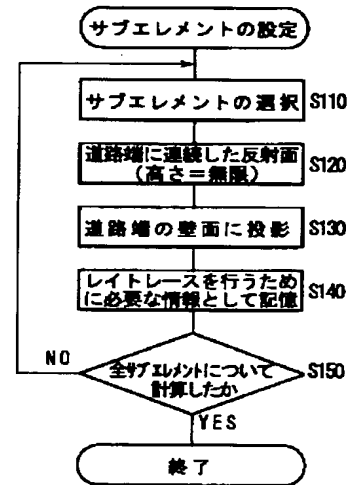 サブエレメントの設定
サブエレメントの選択 S110
道路端に連続した反射面
(高さ=無限)
S120
道路端の壁面に投影 S130
レイトレースを行うため
に必要な情報として記憶
S140
NO
全サブエレメントについて
計算したか
S150
YES
終了